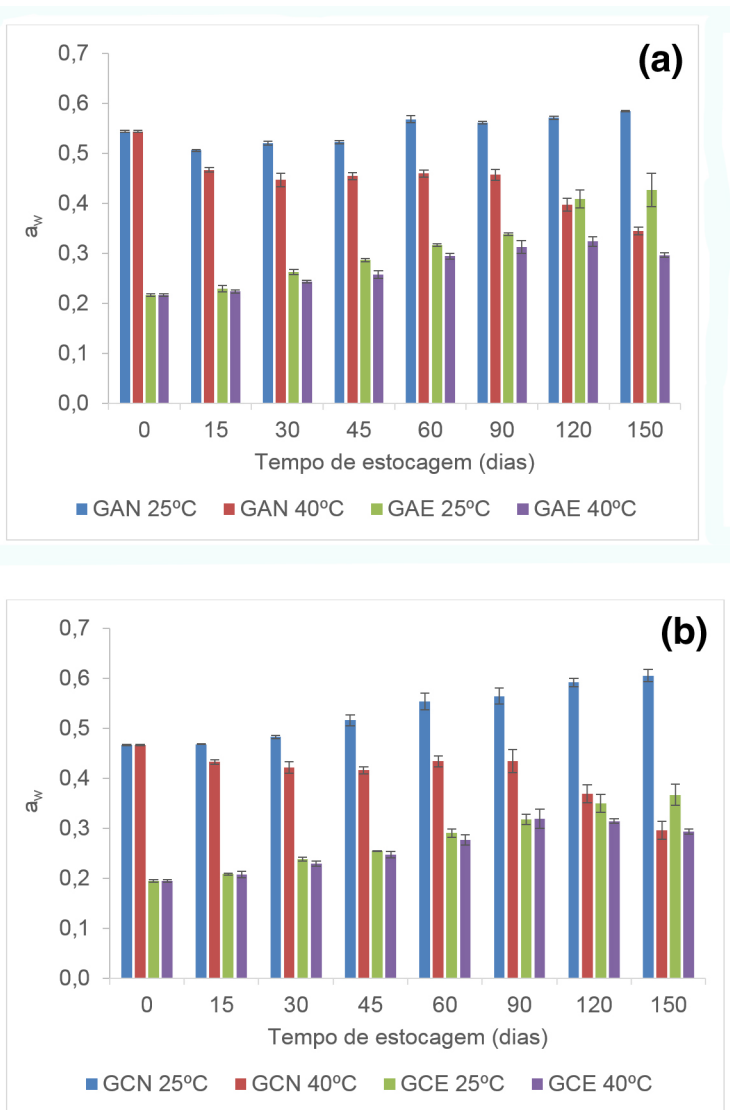 (a)
0,7
0,6
0,5
0,4
0,3
0,2
0,1
0,0
aw
0 15 30 45 60 90 120 150
Tempo de estocagem (dias)
GAN 25ºC GAN 40ºC GAE 25ºC GAE 40ºC
(b)
0,7
0,6
0,5
0,4
0,3
0,2
0,1
0,0
aw
0 15 30 45 60 90 120 150
Tempo de estocagem (dias)
GCN 25ºC GCN 40ºC GCE 25ºC GCE 40ºC